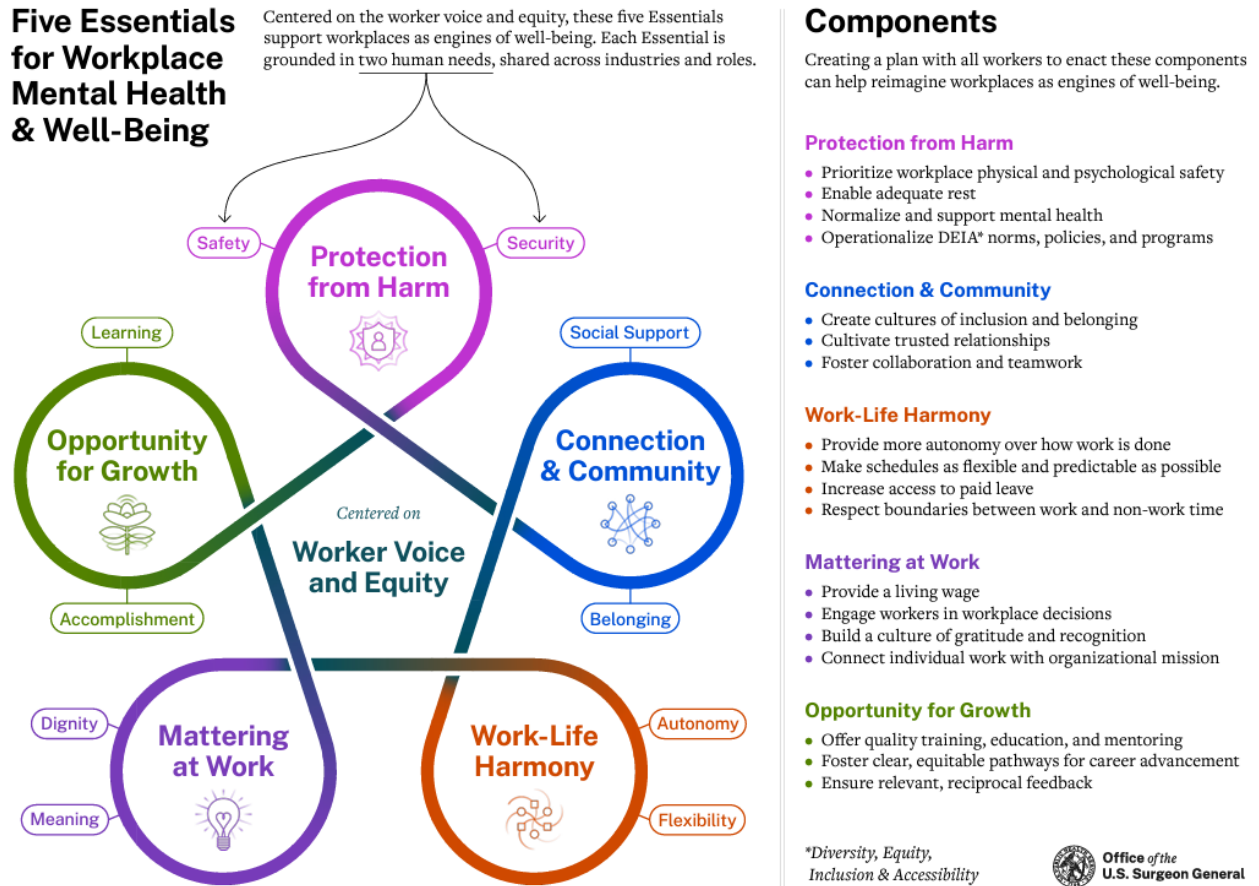 Five Essentials
for Workplace
Mental Health
& Well-Being
Centered on the worker voice and equity, these five Essentials
support workplaces as engines of well-being. Each Essential is
grounded in two human needs, shared across industries and roles.
Safety
Security
Protection
from Harm
Learning
Opportunity
for Growth
Accomplishment
Social Support
Connection
& Community
Belonging
Centered on
Worker Voice
and Equity
Dignity
Meaning
Mattering
at Work
Work-Life
Harmony
Autonomy
Flexibility
Components
Creating a plan with all workers to enact these components
can help reimagine workplaces as engines of well-being.
Protection from Harm
• Prioritize workplace physical and psychological safety
• Enable adequate rest
• Normalize and support mental health
• Operationalize DEIA* norms, policies, and programs
Connection & Community
• Create cultures of inclusion and belonging
• Cultivate trusted relationships
• Foster collaboration and teamwork
Work-Life Harmony
• Provide more autonomy over how work is done
• Make schedules as flexible and predictable as possible
• Increase access to paid leave
• Respect boundaries between work and non-work time
Mattering at Work
• Provide a living wage
• Engage workers in workplace decisions
• Build a culture of gratitude and recognition
• Connect individual work with organizational mission
Opportunity for Growth
• Offer quality training, education, and mentoring
• Foster clear, equitable pathways for career advancement
• Ensure relevant, reciprocal feedback
*Diversity, Equity,
Inclusion & Accessibility
Office of the
U.S. Surgeon General